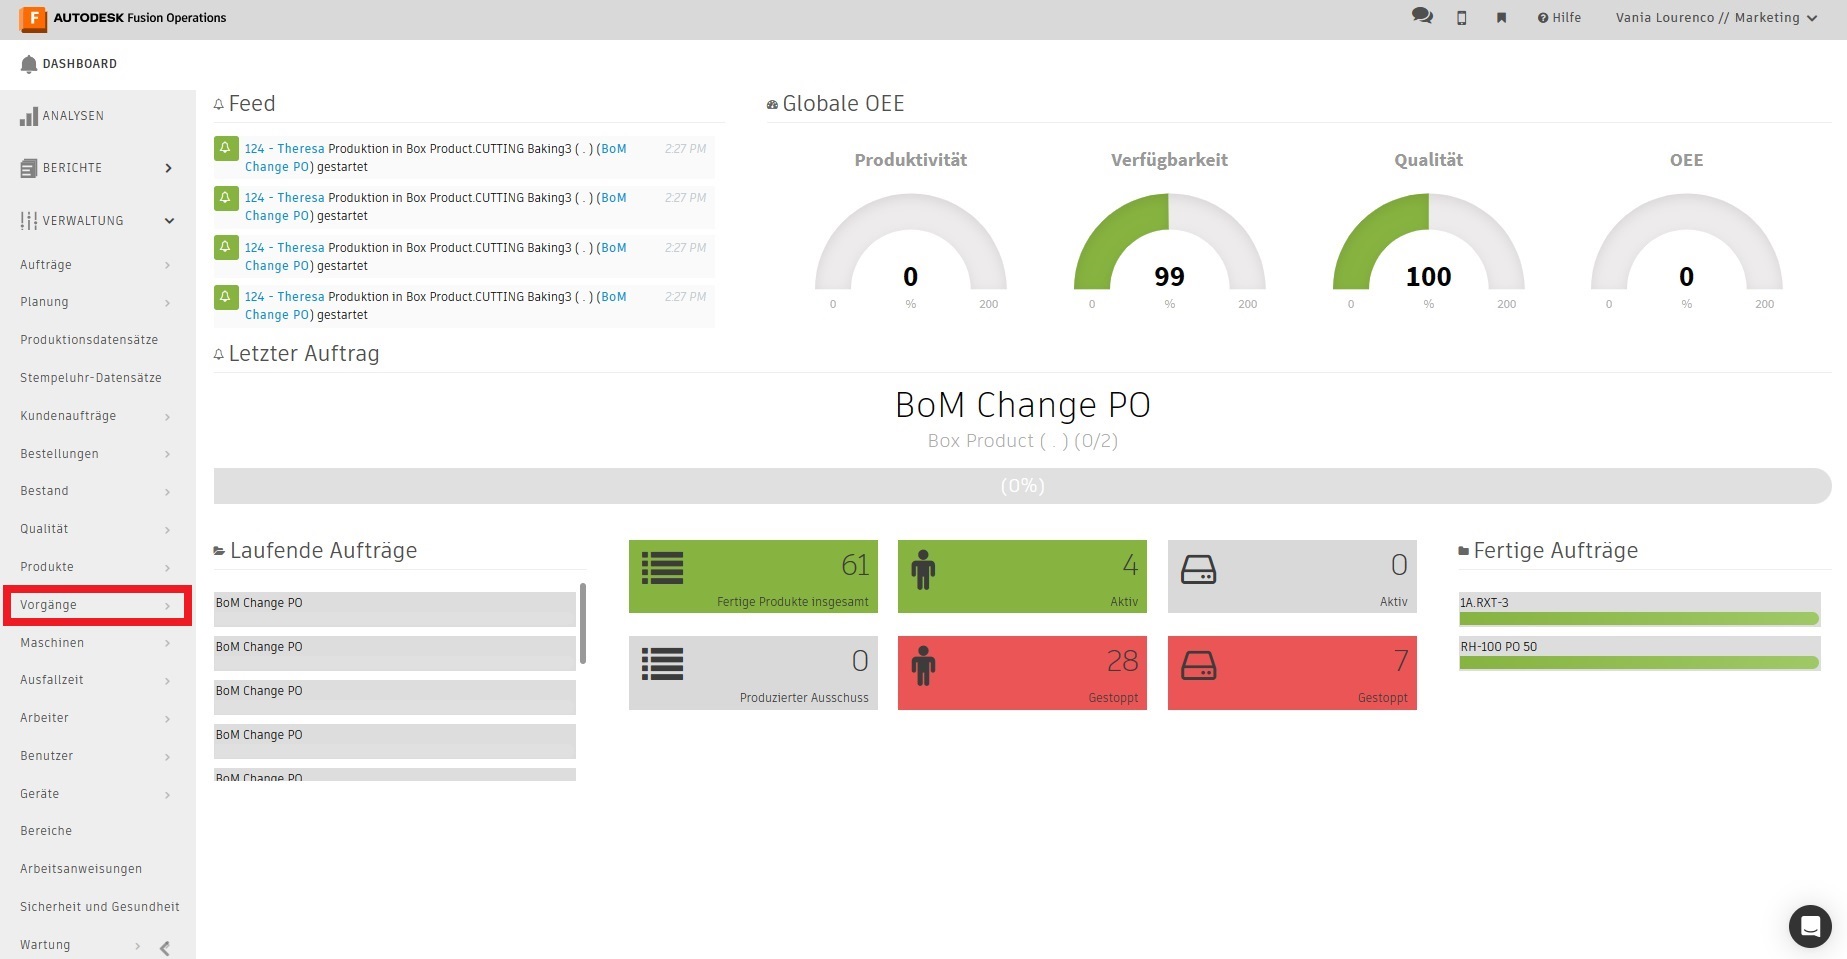 AUTODESK Fusion Operations
Hilfe
Vania Lourenco // Marketing
DASHBOARD
ANALYSEN
BERICHTE
VERWALTUNG
Aufträge
Planung
Produktionsdatensätze
Stempeluhr-Datensätze
Kundenaufträge
Bestellungen
Bestand
Qualität
Produkte
Vorgänge
Maschinen
Ausfallzeit
Arbeiter
Benutzer
Geräte
Bereiche
Arbeitsanweisungen
Sicherheit und Gesundheit
Wartung
Feed
124 - Theresa Produktion in Box Product.CUTTING Baking3 ( . ) (BoM 2:27 PM
Change PO) gestartet
124 - Theresa Produktion in Box Product.CUTTING Baking3 ( . ) (BoM 2:27 PM
Change PO) gestartet
124 - Theresa Produktion in Box Product.CUTTING Baking3 ( . ) (BoM 2:27 PM
Change PO) gestartet
124 - Theresa Produktion in Box Product.CUTTING Baking3 ( . ) (BoM 2:27 PM
Change PO) gestartet
Globale OEE
Produktivität
0
0 % 200
Verfügbarkeit
99
0 % 200
Qualität
100
0 % 200
OEE
0
0 % 200
Letzter Auftrag
BoM Change PO
Box Product ( . ) (0/2)
(0%)
Laufende Aufträge
BoM Change PO
BoM Change PO
BoM Change PO
BoM Change PO
BoM Change PO
61
Fertige Produkte insgesamt
4
Aktiv
0
Aktiv
0
Produzierter Ausschuss
28
Gestoppt
7
Gestoppt
Fertige Aufträge
1A.RXT-3
RH-100 PO 50